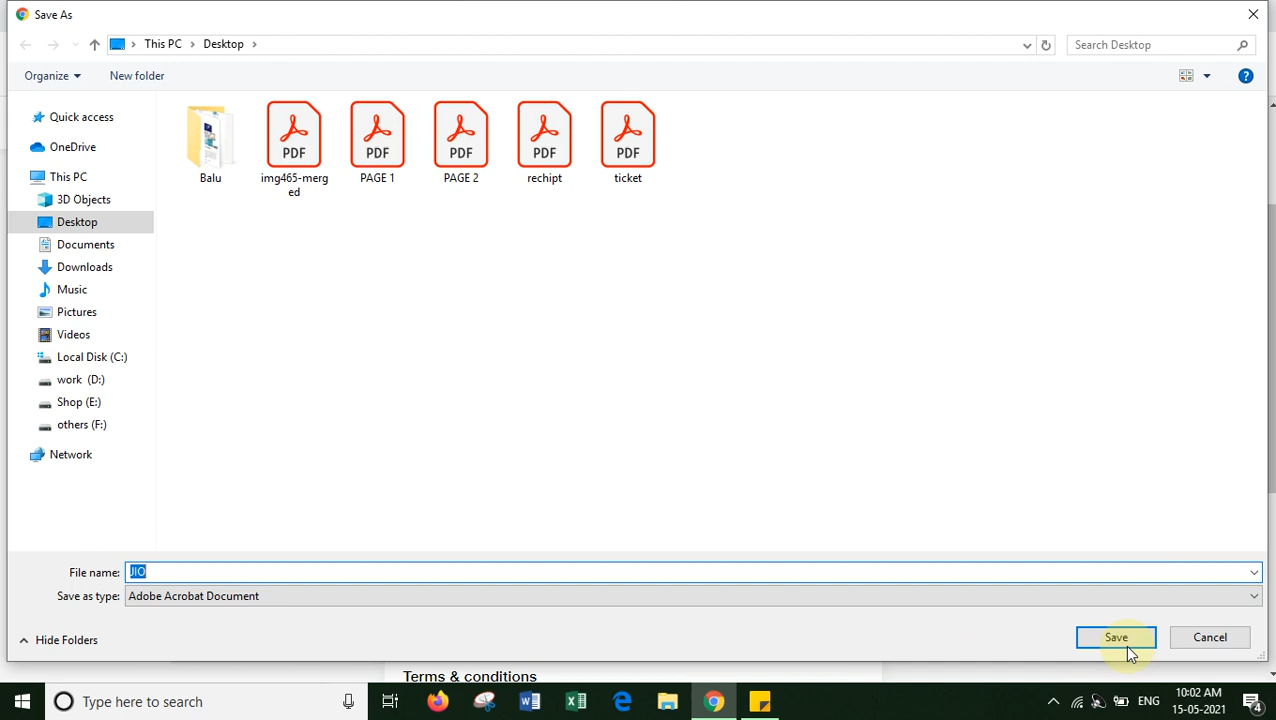 Save As
This PC
Desktop
Search Desktop
Organize
New folder
Quick access
OneDrive
This PC
3D Objects
Desktop
Documents
Downloads
Music
Pictures
Videos
Local Disk (C:)
work (D:)
Shop (E:)
others (F:)
Network
Balu
PDF
img465-merg
ed
PDF
PAGE 1
PDF
PAGE 2
PDF
rechipt
PDF
ticket
File name: JIO
Save as type: Adobe Acrobat Document
Hide Folders
Save
Cancel
Terms & conditions
Type here to search
ENG
10:02 AM
15-05-2021
4